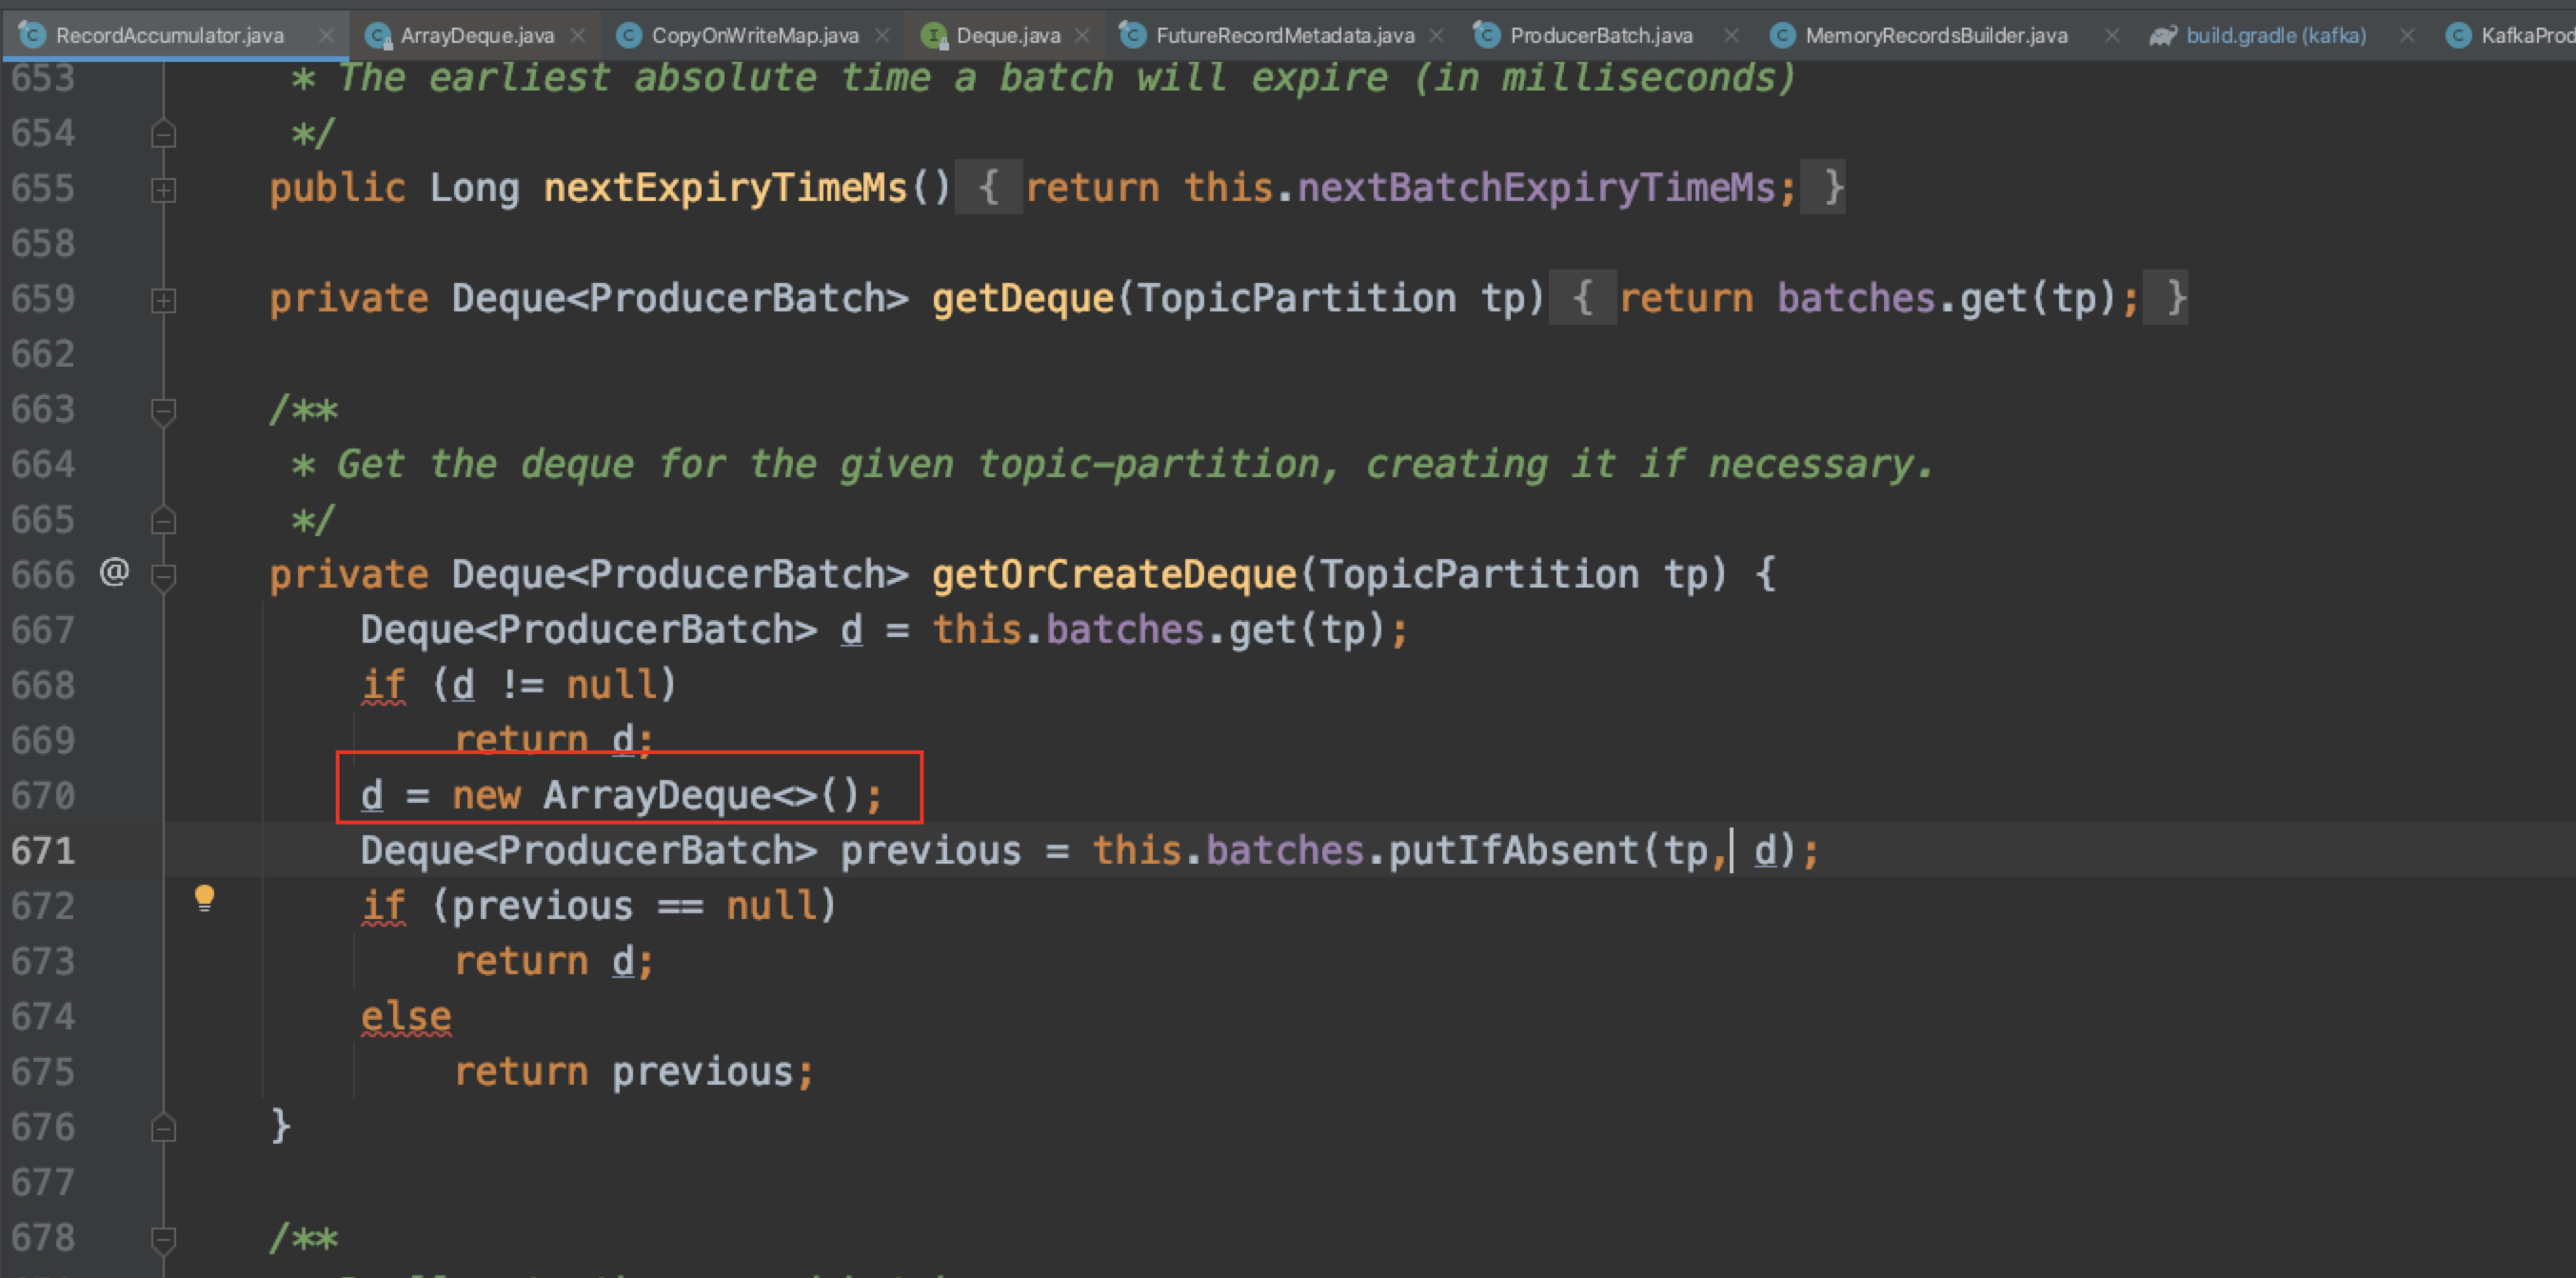 RecordAccumulator.java ArrayDeque.java CopyOnWriteMap.java Deque.java FutureRecordMetadata.java ProducerBatch.java MemoryRecordsBuilder.java build.gradle (kafka) KafkaProd
653 * The earliest absolute time a batch will expire (in milliseconds)
654 */
655 public Long nextExpiryTimeMs() { return this.nextBatchExpiryTimeMs; }
658
659 private Deque<ProducerBatch> getDeque(TopicPartition tp) { return batches.get(tp); }
662
663 /**
664 * Get the deque for the given topic-partition, creating it if necessary.
665 */
666 @ private Deque<ProducerBatch> getOrCreateDeque(TopicPartition tp) {
667 Deque<ProducerBatch> d = this.batches.get(tp);
668 if (d != null)
669 return d;
670 d = new ArrayDeque<>();
671 Deque<ProducerBatch> previous = this.batches.putIfAbsent(tp, d);
672 if (previous == null)
673 return d;
674 else
675 return previous;
676 }
677
678 /**